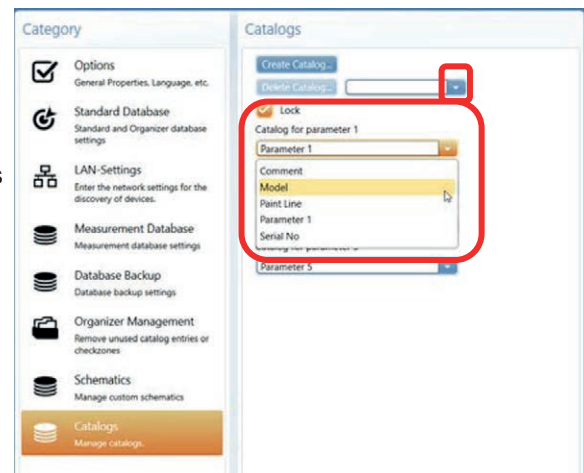 Category
Options
General Properties, Language, etc.
Standard Database
Standard and Organizer database
settings
LAN-Settings
Enter the network settings for the
discovery of devices.
Measurement Database
Measurement database settings
Database Backup
Database backup settings
Organizer Management
Remove unused catalog entries or
checkzones
Schematics
Manage custom schematics
Catalogs
Manage catalogs.
s
Catalogs
Create Catalog...
Delete Catalog...
Lock
Catalog for parameter 1
Parameter 1
Comment
Model
Paint Line
Parameter 1
Serial No
Catalog for parameter
Parameter 5